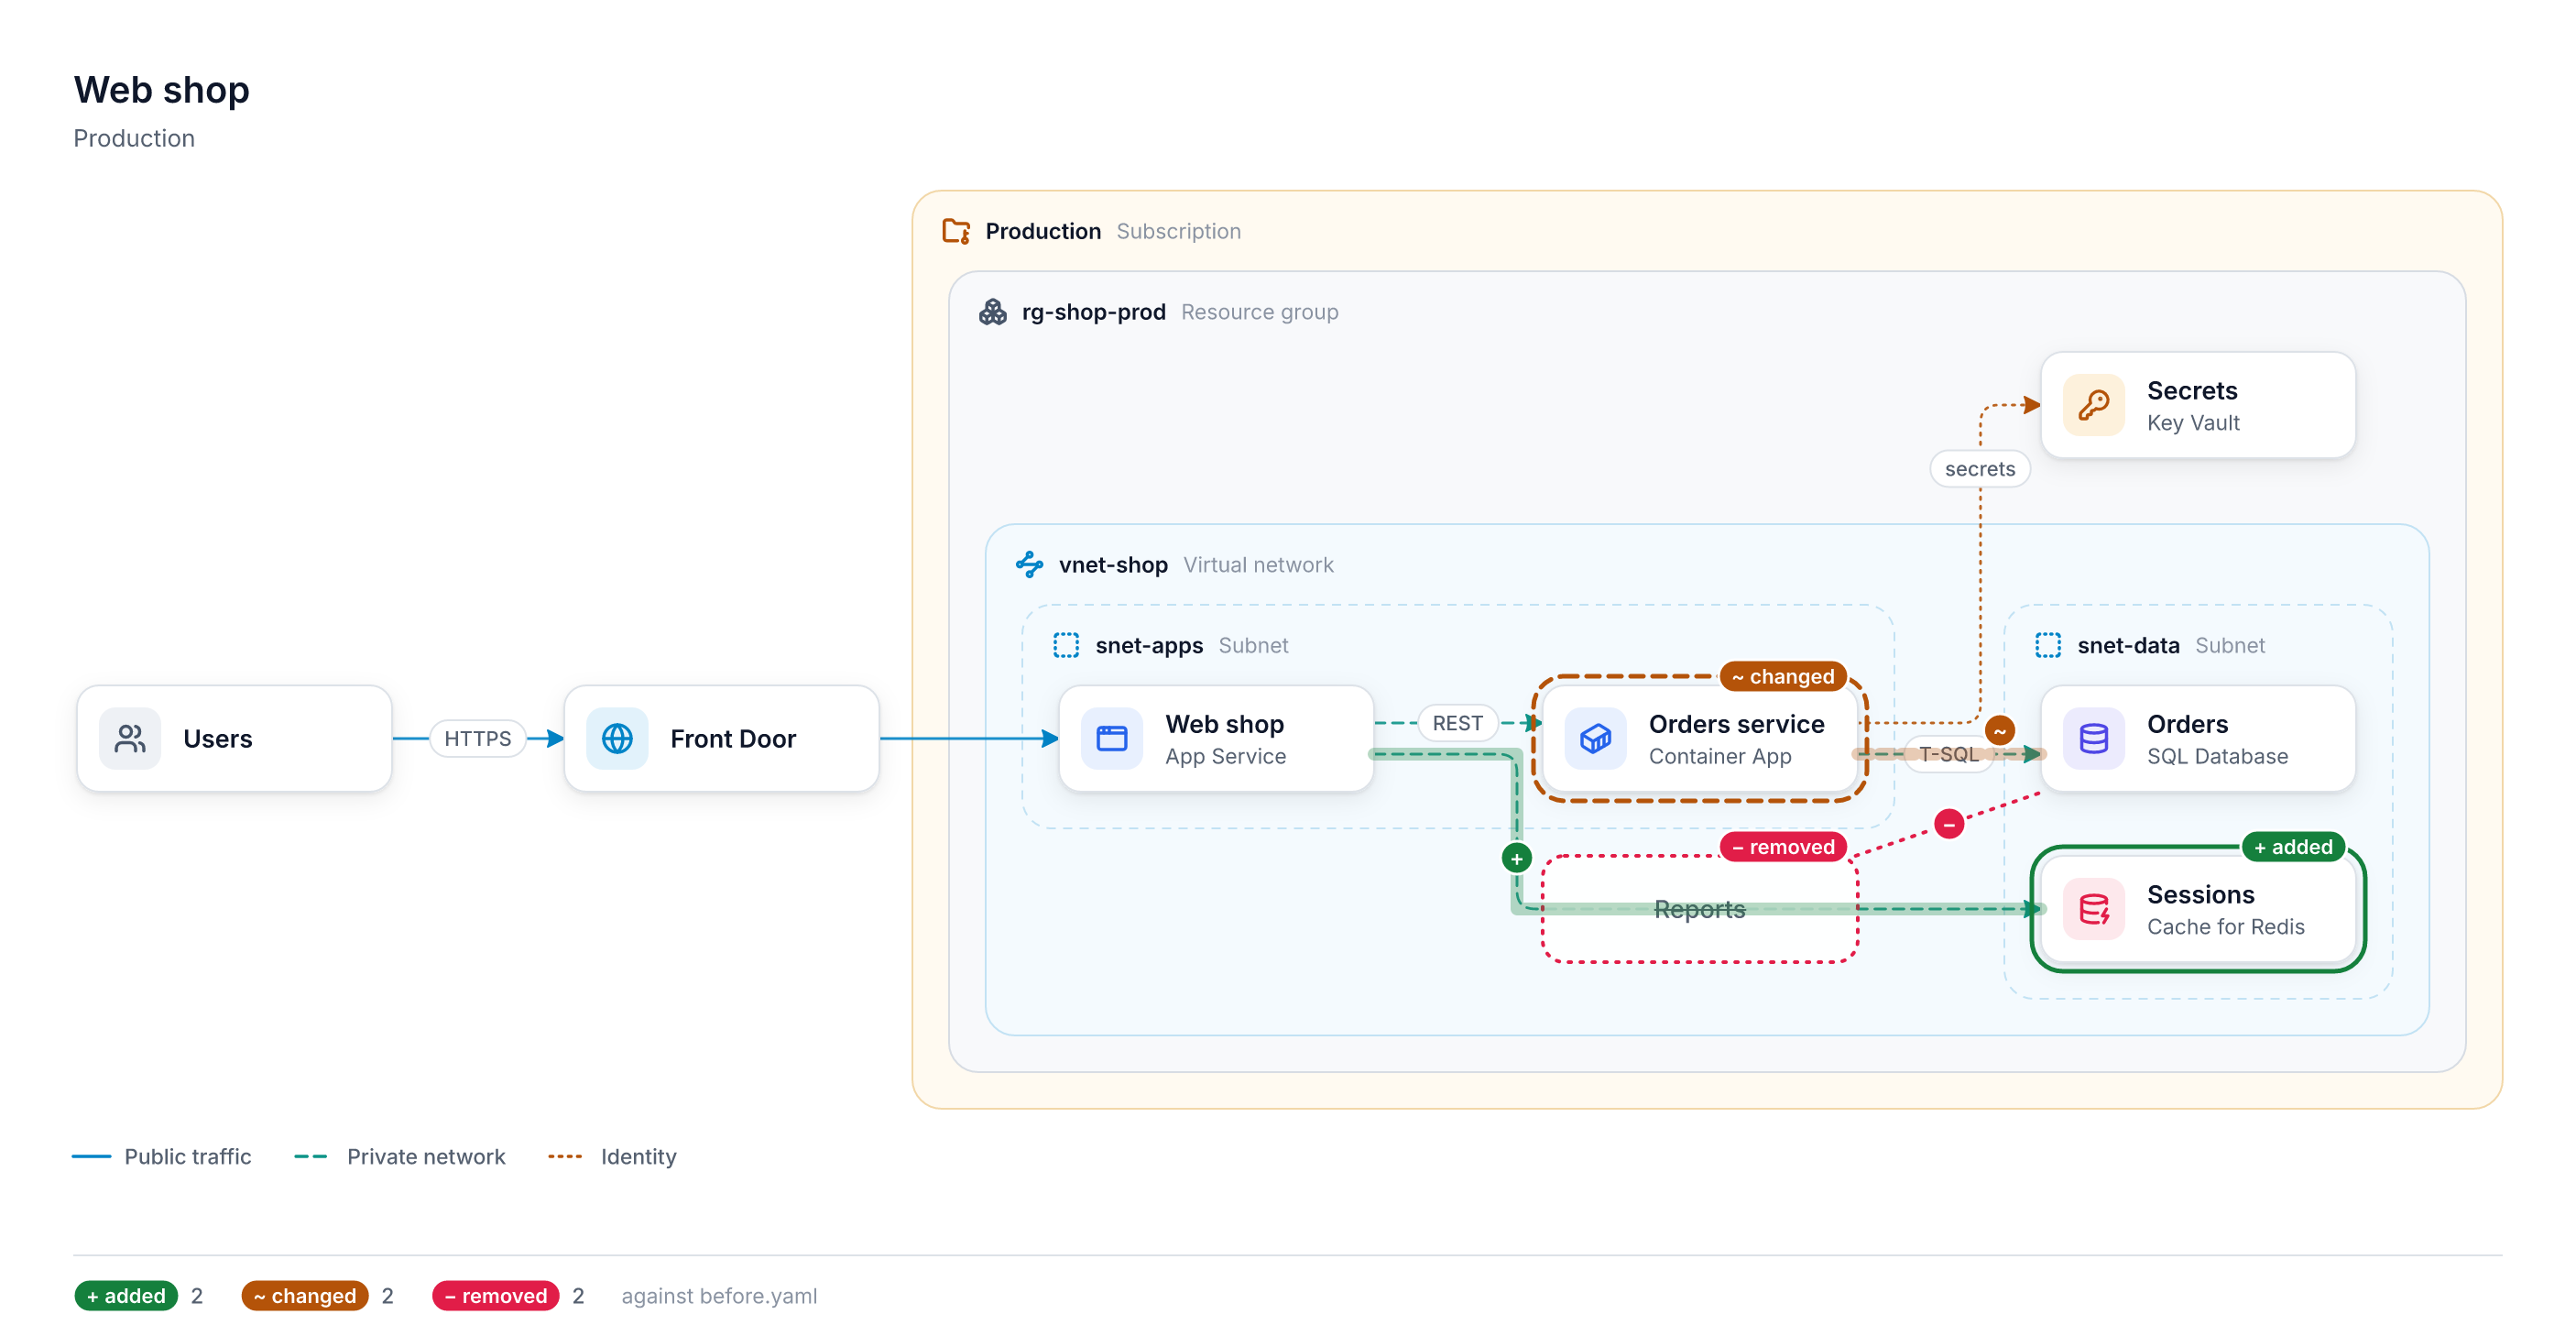 Web shop
Production
Production Subscription
rg-shop-prod Resource group
Secrets
Key Vault
secrets
vnet-shop Virtual network
snet-apps Subnet
snet-data Subnet
~ changed
Users
HTTPS
Front Door
Web shop
App Service
REST
Orders service
Container App
~
T-SQL
Orders
SQL Database
−
− removed
+ added
+
Reports
Sessions
Cache for Redis
Public traffic
Private network
Identity
+ added 2
~ changed 2
− removed 2
against before.yaml